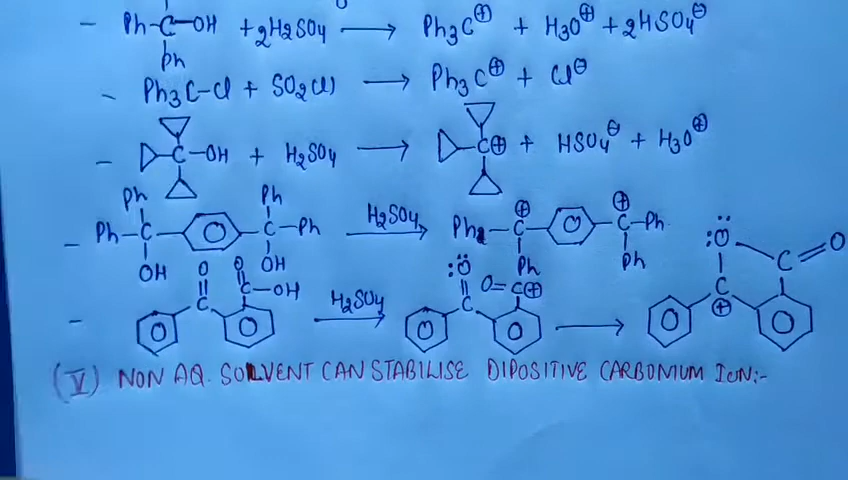 - Ph-C-OH + 2H2SO4 → Ph3C⊕ + H3O⊕ + 2HSO4⊖
Ph
- Ph3C-Cl + SO2(l) → Ph3C⊕ + Cl⊖
- C-OH + H2SO4 → C⊕ + HSO4⊖ + H3O⊕
Ph Ph
- Ph-C C-Ph H2SO4 → Ph-C⊕ C⊕-Ph
OH OH Ph Ph
- O O C C-OH H2SO4 → :Ö C O=C⊕ → :Ö C⊕ C=O
(V) NON AQ. SOLVENT CAN STABILISE DIPOSITIVE CARBONIUM ION:-